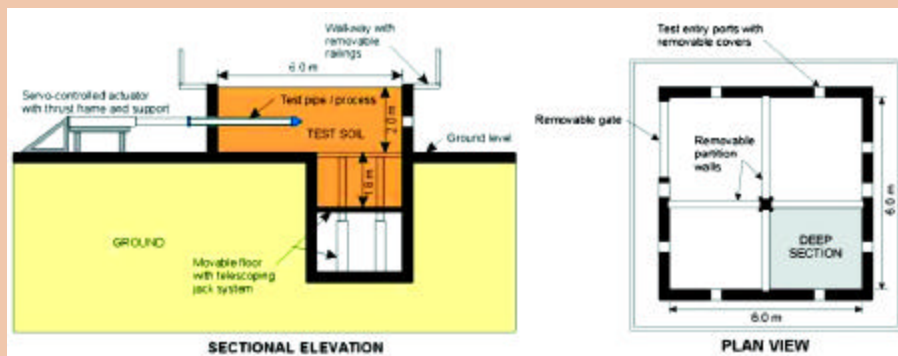 Walkway with
removable
railings
6.0 m
Servo-controlled actuator
with thrust frame and support
Test pipe / process
TEST SOIL
2.0 m
Ground level
1.8 m
GROUND
Movable floor
with telescoping
jack system
SECTIONAL ELEVATION
Test entry ports with
removable covers
Removable gate
Removable
partition
walls
6.0 m
DEEP
SECTION
6.0 m
PLAN VIEW